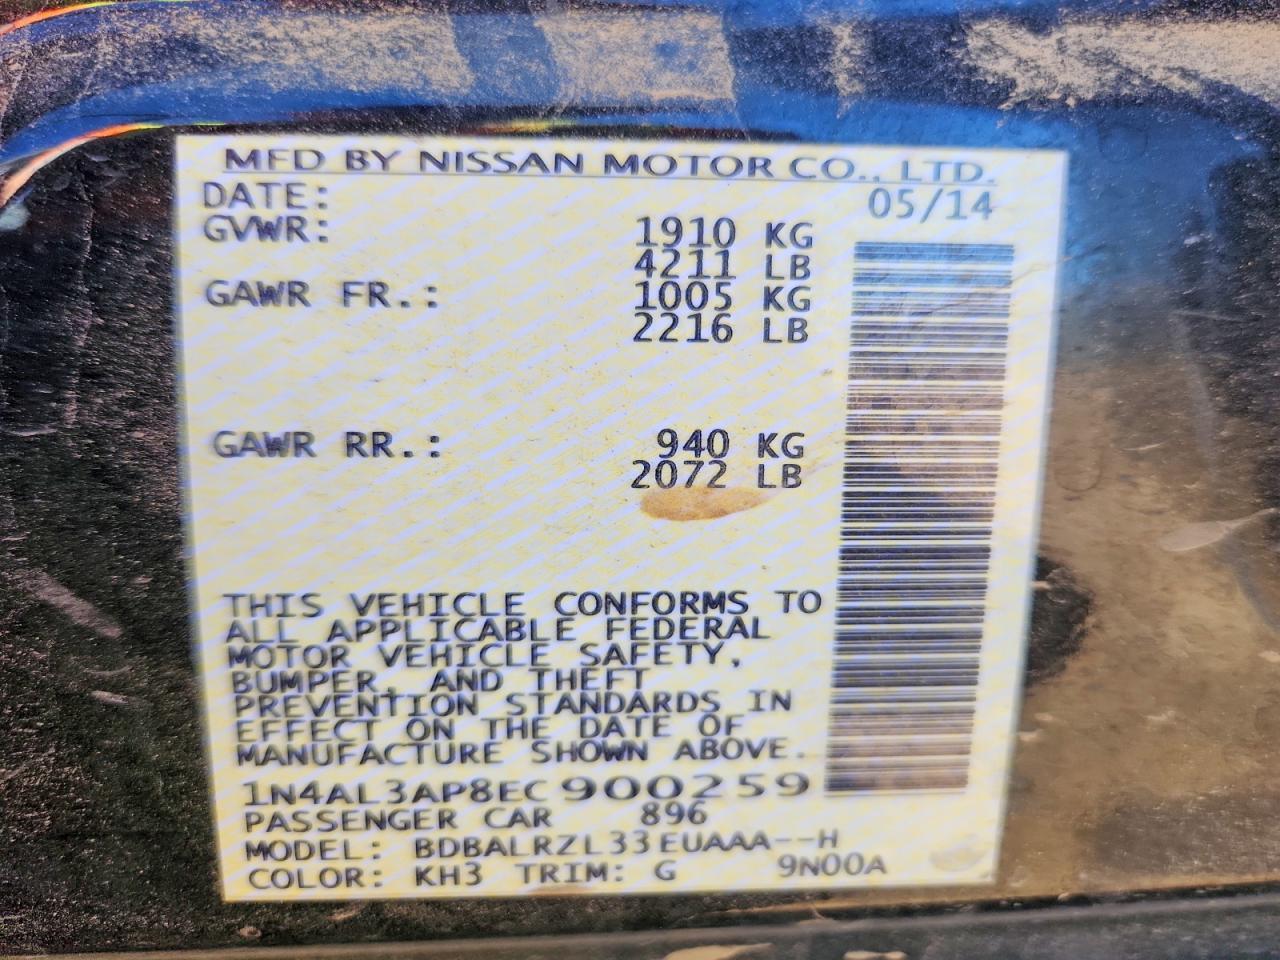 MFD BY NISSAN MOTOR CO., LTD.
DATE: 05/14
GVWR: 1910 KG
4211 LB
GAWR FR.: 1005 KG
2216 LB
GAWR RR.: 940 KG
2072 LB
THIS VEHICLE CONFORMS TO
ALL APPLICABLE FEDERAL
MOTOR VEHICLE SAFETY,
BUMPER, AND THEFT
PREVENTION STANDARDS IN
EFFECT ON THE DATE OF
MANUFACTURE SHOWN ABOVE.
1N4AL3AP8EC900259
PASSENGER CAR 896
MODEL: BDBALRZL33EUAAA--H
COLOR: KH3 TRIM: G 9N00A